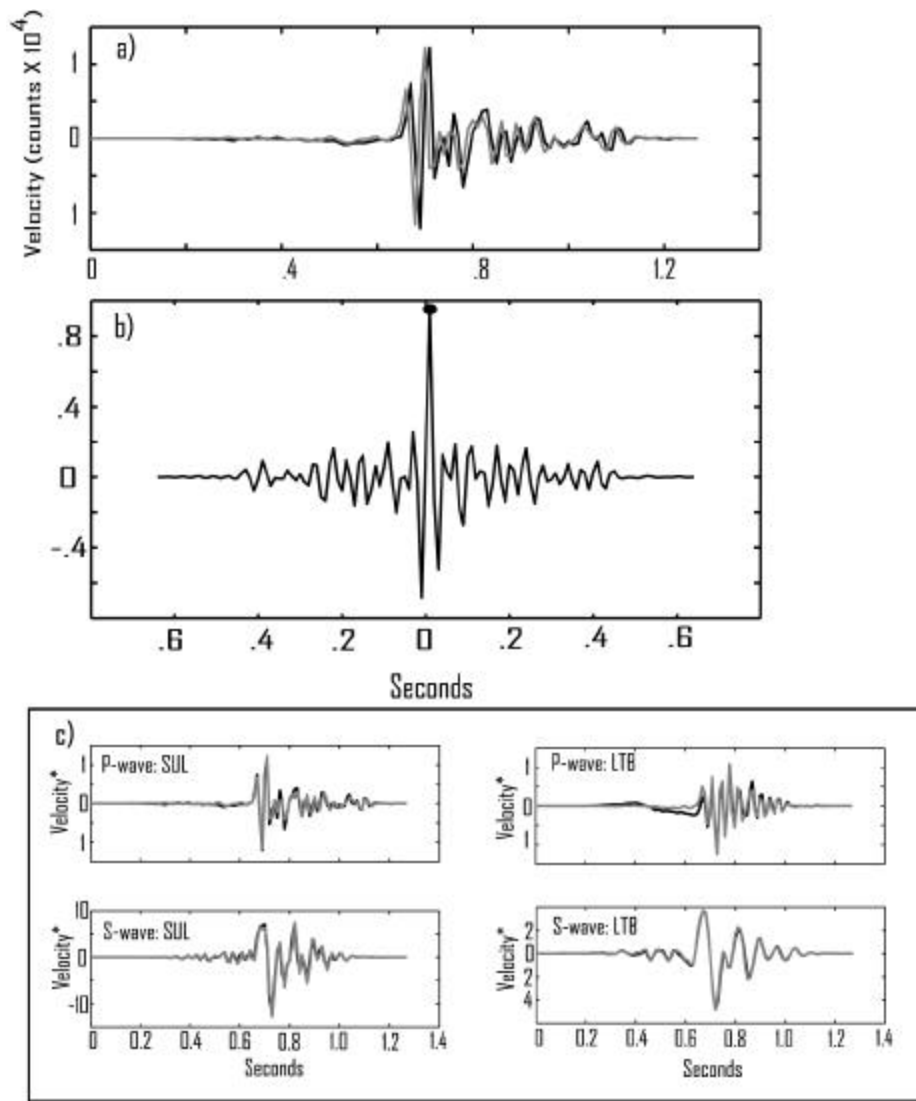 a)
Velocity (counts X 10⁴)
1
0
1
0 .4 .8 1.2
b)
.8
.4
0
-.4
.6 .4 .2 0 .2 .4 .6
Seconds
c)
P-wave: SUL
Velocity*
1
0
1
P-wave: LTB
Velocity*
1
0
1
S-wave: SUL
Velocity*
10
0
-10
0 0.2 0.4 0.6 0.8 1.0 1.2 1.4
Seconds
S-wave: LTB
Velocity*
2
0
2
4
0 0.2 0.4 0.6 0.8 1.0 1.2 1.4
Seconds